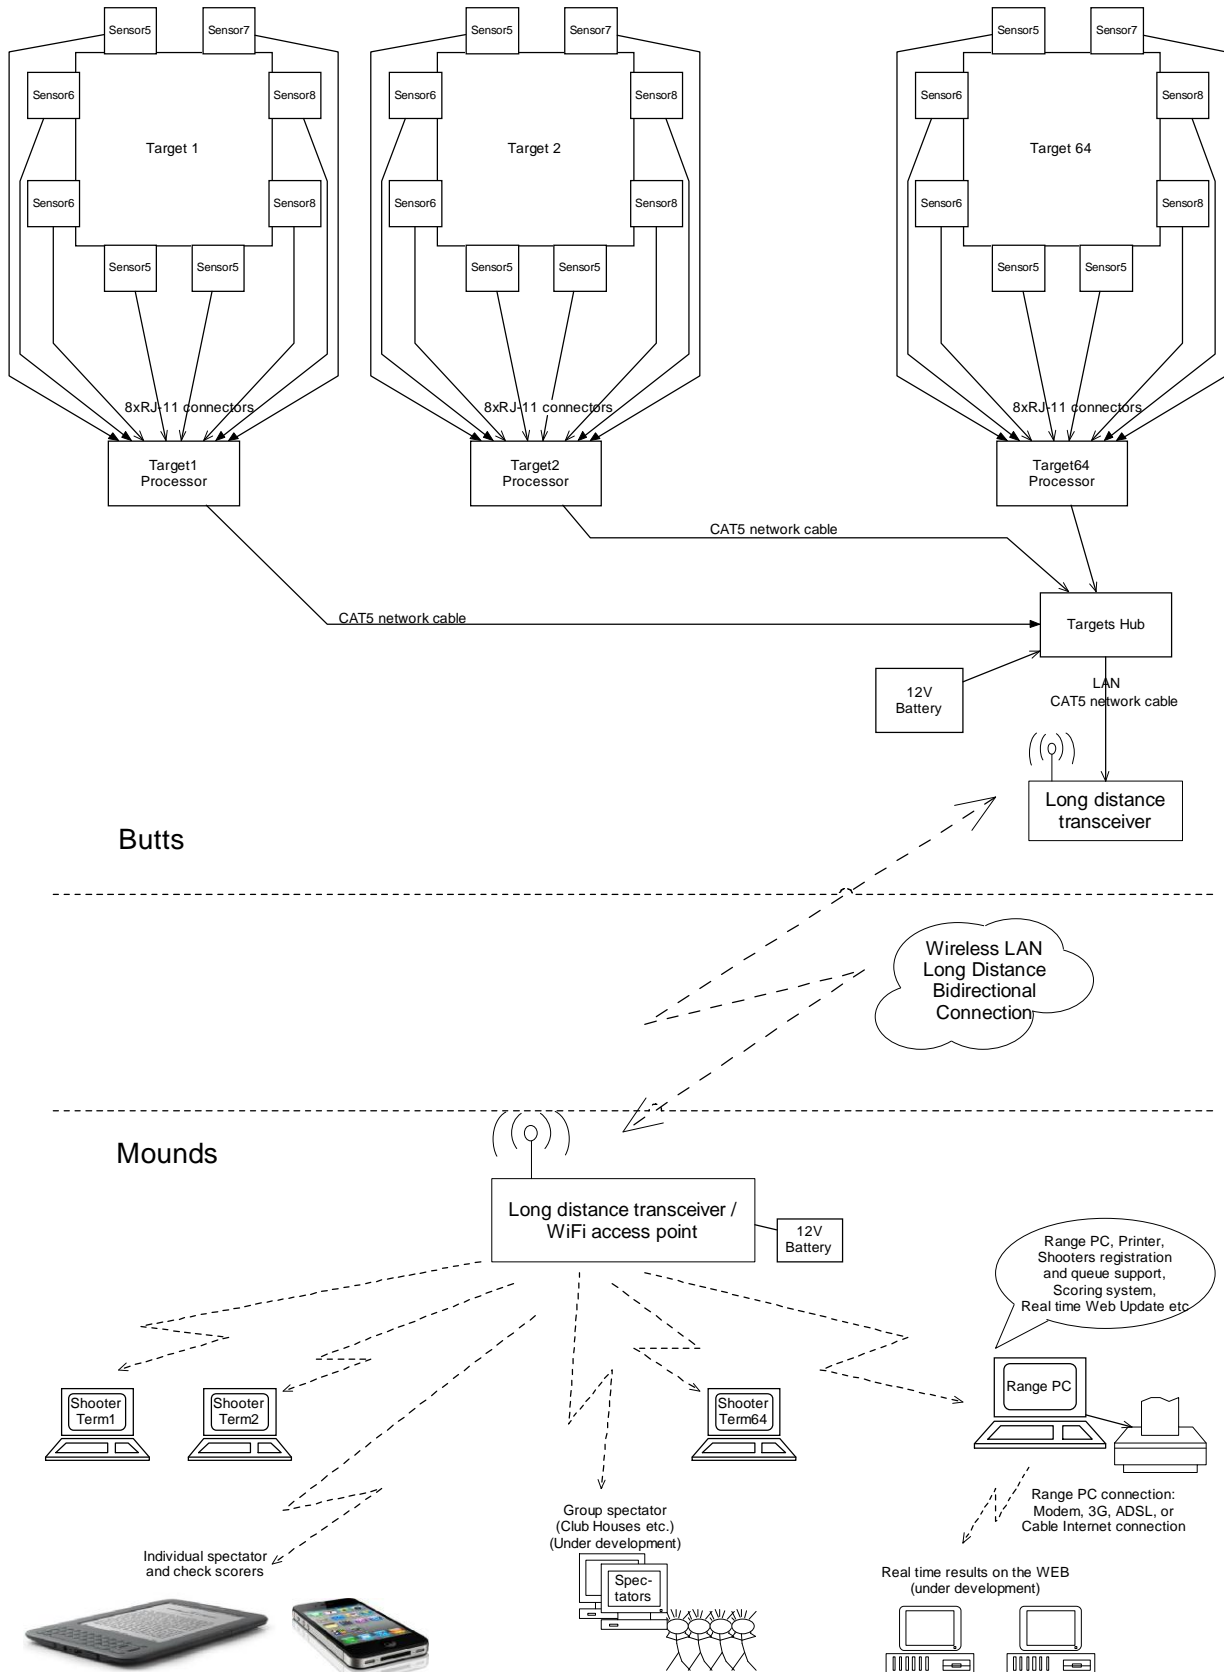 Sensor5
Sensor7
Sensor5
Sensor7
Sensor5
Sensor7
Sensor6
Sensor8
Sensor6
Sensor8
Sensor6
Sensor8
Target 1
Target 2
Target 64
Sensor6
Sensor8
Sensor6
Sensor8
Sensor6
Sensor8
Sensor5
Sensor5
Sensor5
Sensor5
Sensor5
Sensor5
8xRJ-11 connectors
8xRJ-11 connectors
8xRJ-11 connectors
Target1
Processor
Target2
Processor
Target64
Processor
CAT5 network cable
CAT5 network cable
Targets Hub
12V
Battery
LAN
CAT5 network cable
Long distance
transceiver
Butts
Wireless LAN
Long Distance
Bidirectional
Connection
Mounds
Long distance transceiver /
WiFi access point
12V
Battery
Range PC, Printer,
Shooters registration
and queue support,
Scoring system,
Real time Web Update etc
Shooter
Term1
Shooter
Term2
Shooter
Term64
Range PC
Range PC connection:
Modem, 3G, ADSL, or
Cable Internet connection
Group spectator
(Club Houses etc.)
(Under development)
Individual spectator
and check scorers
Spec-
tators
Real time results on the WEB
(under development)